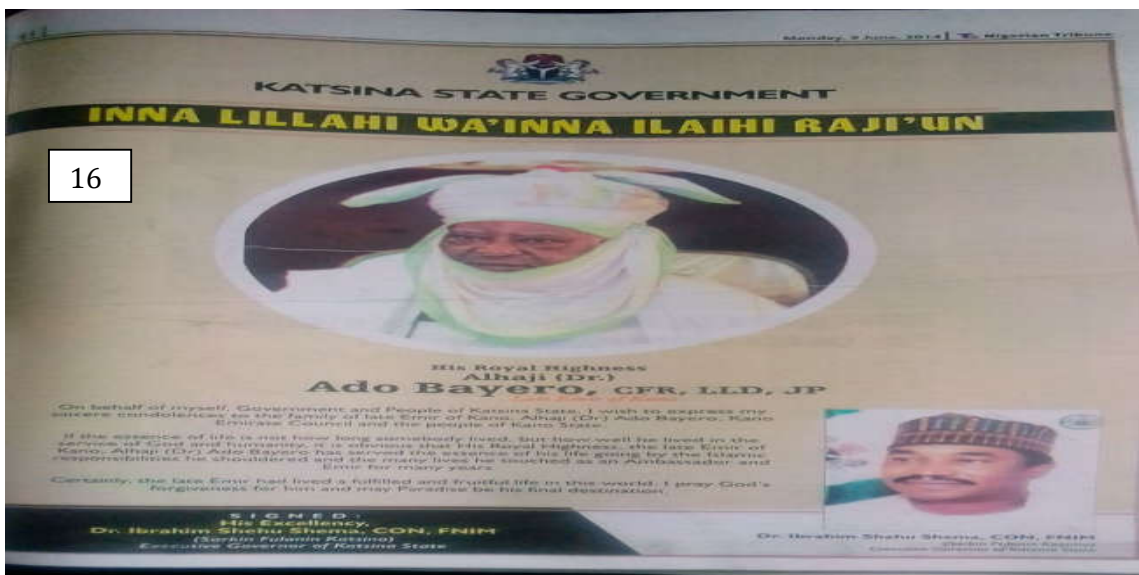 Monday, 9 June, 2014 Nigerian Tribune
KATSINA STATE GOVERNMENT
INNA LILLAHI WA'INNA ILAIHI RAJI'UN
16
His Royal Highness
Alhaji (Dr.)
Ado Bayero, CFR, LLD, JP
On behalf of myself, Government and People of Katsina State, I wish to express my
sincere condolences to the family of late Emir of Kano, Alhaji (Dr) Ado Bayero, Kano
Emirate Council and the people of Kano State.
If the essence of life is not how long somebody lived, but how well he lived in the
service of God and humanity, it is obvious that his Royal Highness, the late Emir of
Kano, Alhaji (Dr) Ado Bayero has served the essence of his life going by the Islamic
responsibilities he shouldered and the many lives he touched as an Ambassador and
Emir for many years.
Certainly, the late Emir had lived a fulfilled and fruitful life in this world. I pray God's
forgiveness for him and may Paradise be his final destination.
SIGNED:
His Excellency,
Dr. Ibrahim Shehu Shema, CON, FNIM
(Sarkin Fulanin Katsina)
Executive Governor of Katsina State
Dr. Ibrahim Shehu Shema, CON, FNIM
Executive Governor of Katsina State